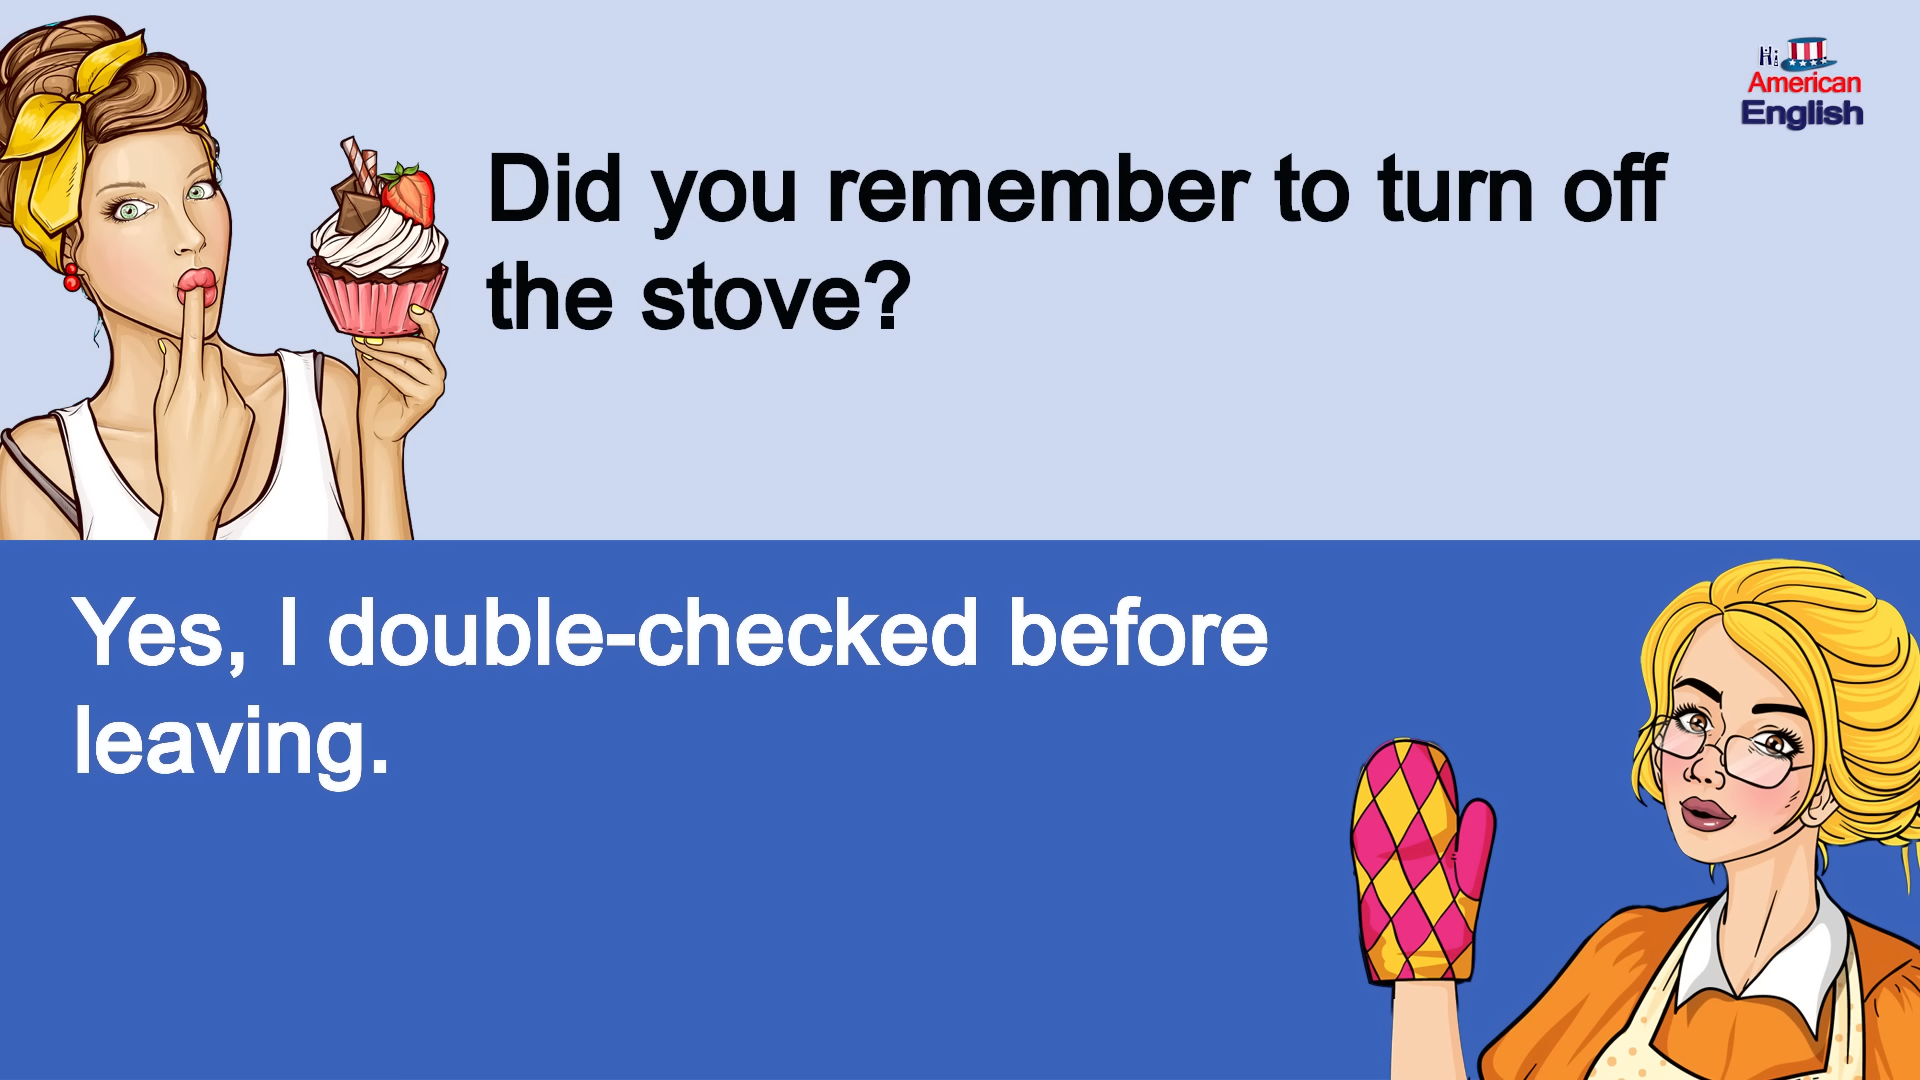 Hi
American
English
Did you remember to turn off
the stove?
Yes, I double-checked before
leaving.